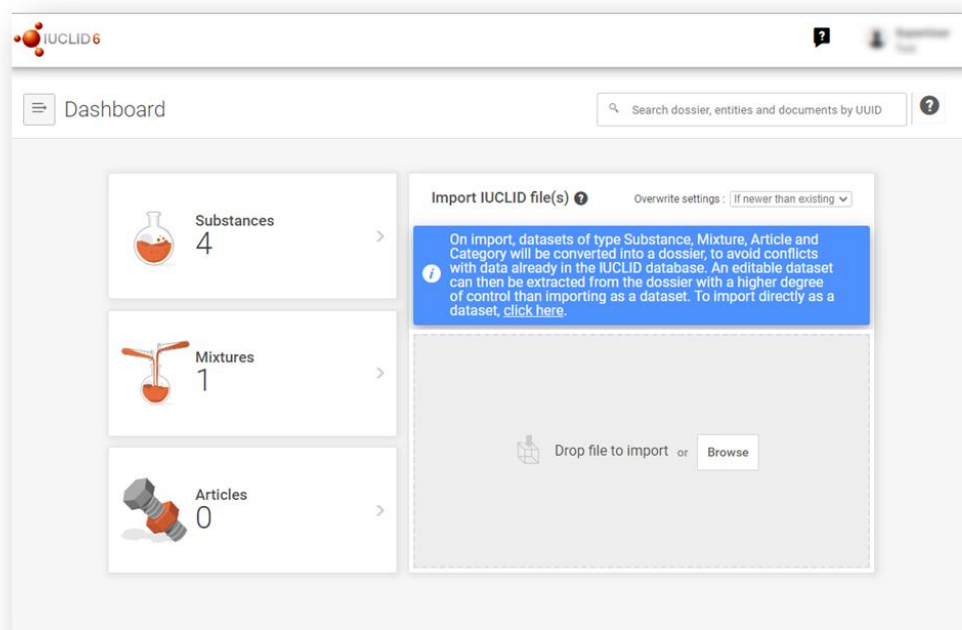 IUCLID 6
Dashboard
Search dossier, entities and documents by UUID
Substances
4
Mixtures
1
Articles
0
Import IUCLID file(s)
Overwrite settings : If newer than existing
On import, datasets of type Substance, Mixture, Article and
Category will be converted into a dossier, to avoid conflicts
with data already in the IUCLID database. An editable dataset
can then be extracted from the dossier with a higher degree
of control than importing as a dataset. To import directly as a
dataset, click here.
Drop file to import or Browse